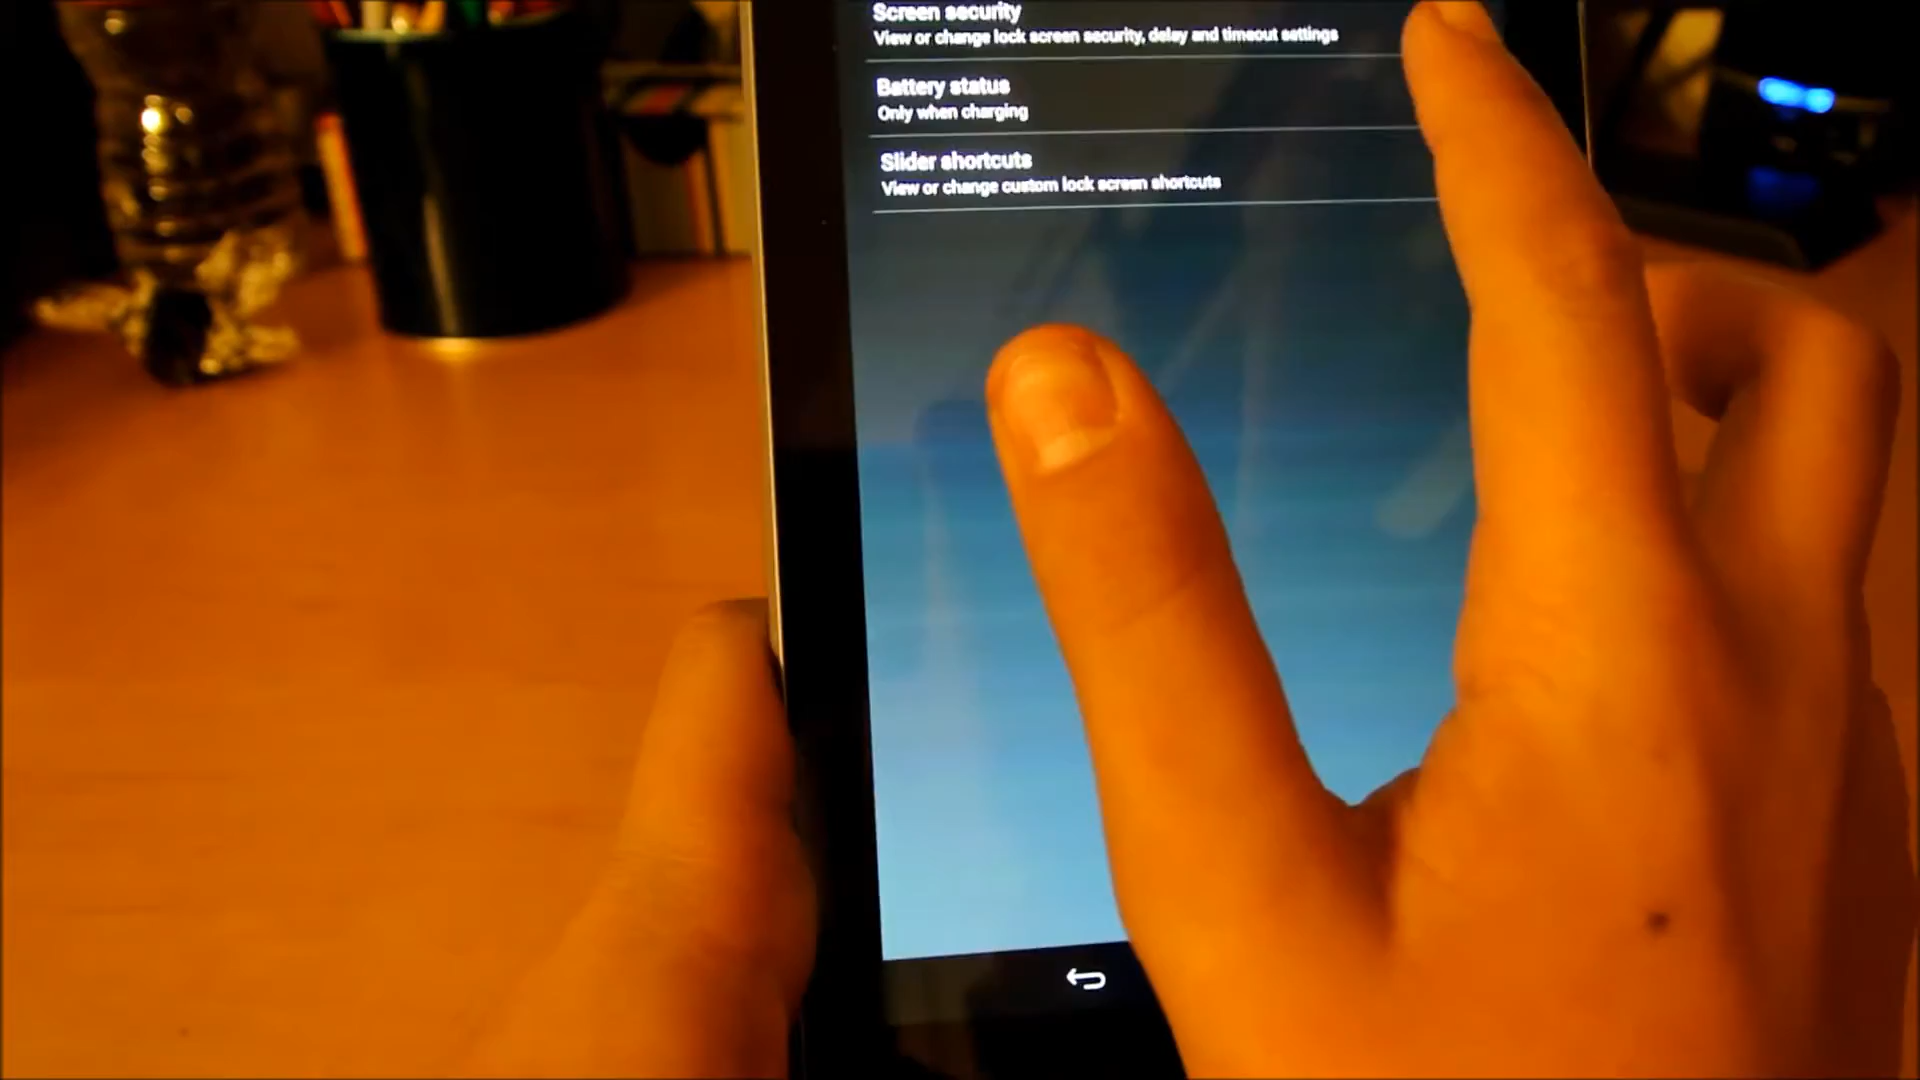 Screen security
View or change lock screen security, delay and timeout settings
Battery status
Only when charging
Slider shortcuts
View or change custom lock screen shortcuts